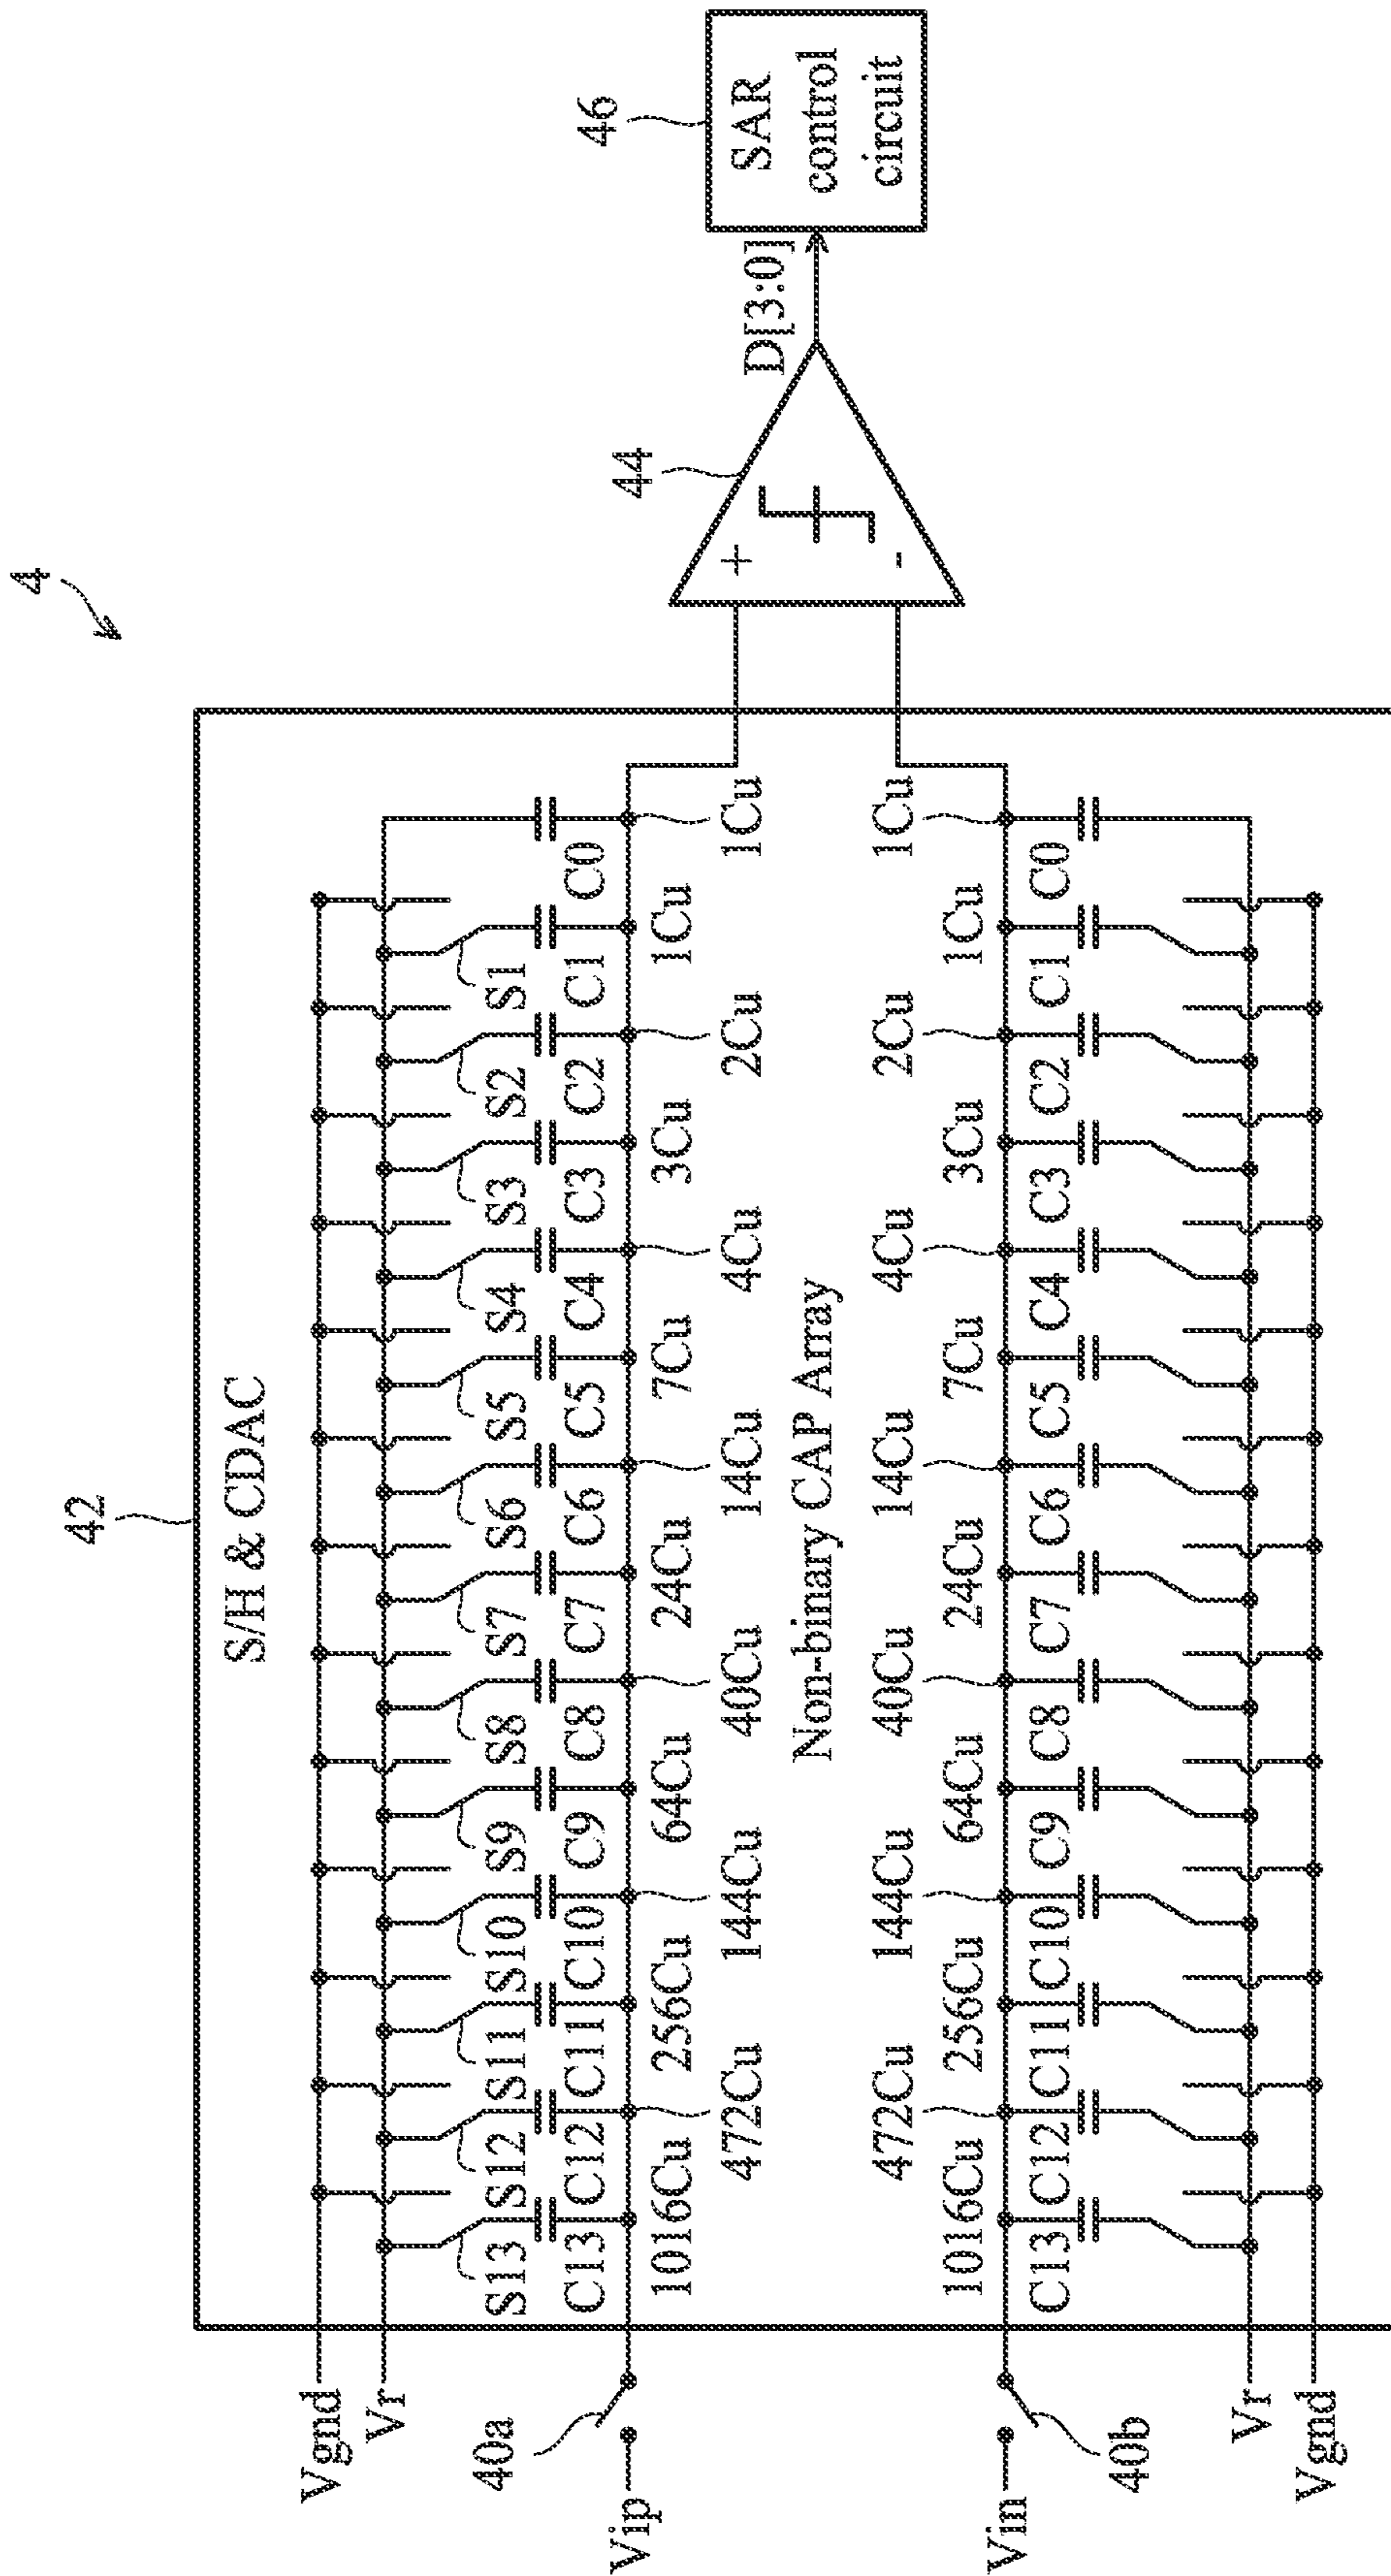 4
42
S/H & CDAC
Vgnd
Vr
S13
S12
S11
S10
S9
S8
S7
S6
S5
S4
S3
S2
S1
C13
C12
C11
C10
C9
C8
C7
C6
C5
C4
C3
C2
C1
C0
40a
Vip
1016Cu
472Cu
256Cu
144Cu
64Cu
40Cu
24Cu
14Cu
7Cu
4Cu
3Cu
2Cu
1Cu
1Cu
Non-binary CAP Array
Vin
40b
1016Cu
472Cu
256Cu
144Cu
64Cu
40Cu
24Cu
14Cu
7Cu
4Cu
3Cu
2Cu
1Cu
1Cu
C13
C12
C11
C10
C9
C8
C7
C6
C5
C4
C3
C2
C1
C0
Vr
Vgnd
44
+
-
D[3:0]
46
SAR
control
circuit